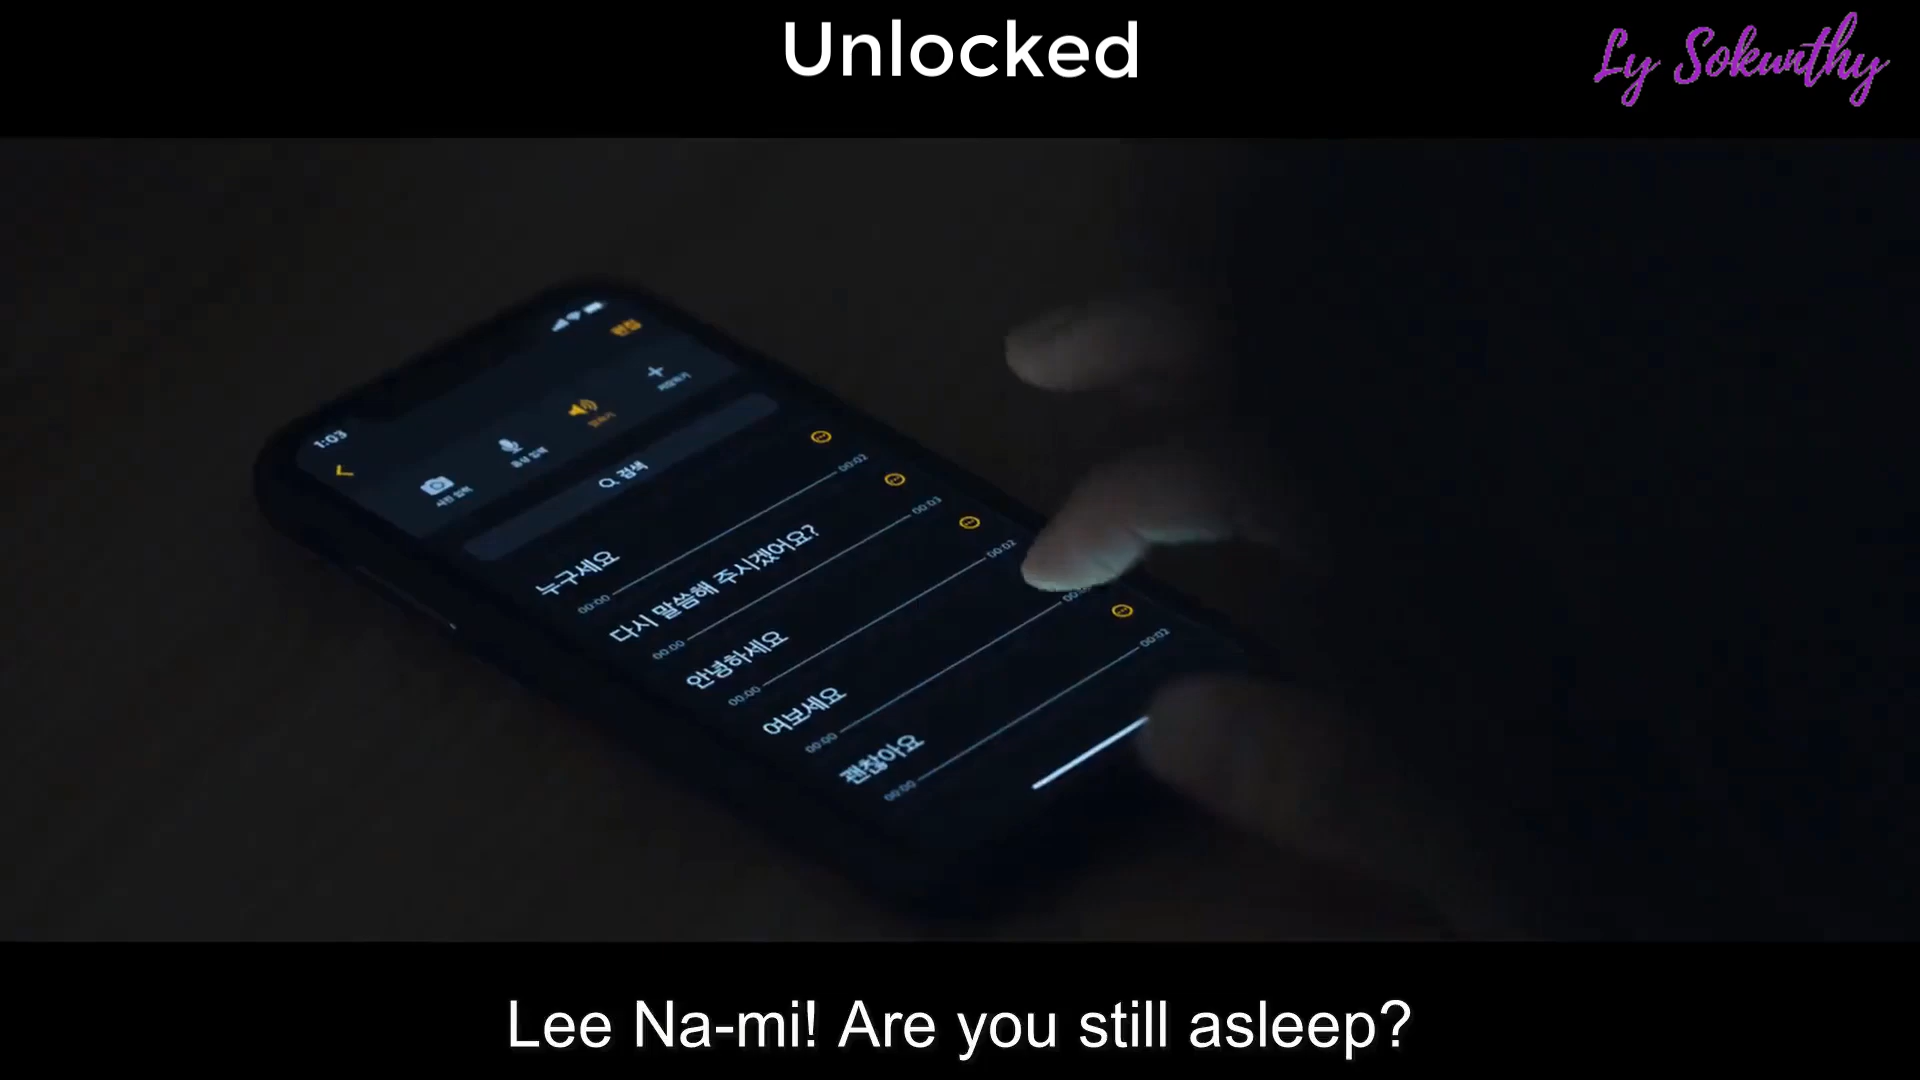 Unlocked
Ly Sokunthy
1:03
검색
00:02
누구세요
00:00
00:03
다시 말씀해 주시겠어요?
00:00
00:02
안녕하세요
00:00
여보세요
00:00
00:02
괜찮아요
00:00
Lee Na-mi! Are you still asleep?